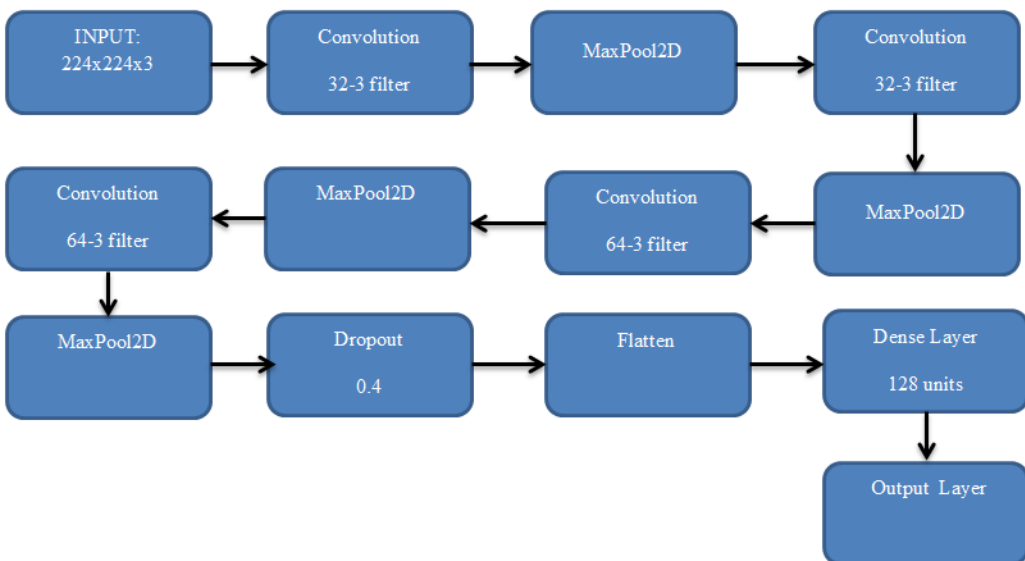 INPUT:
224x224x3
Convolution
32-3 filter
MaxPool2D
Convolution
32-3 filter
MaxPool2D
Convolution
64-3 filter
MaxPool2D
Convolution
64-3 filter
MaxPool2D
Dropout
0.4
Flatten
Dense Layer
128 units
Output Layer